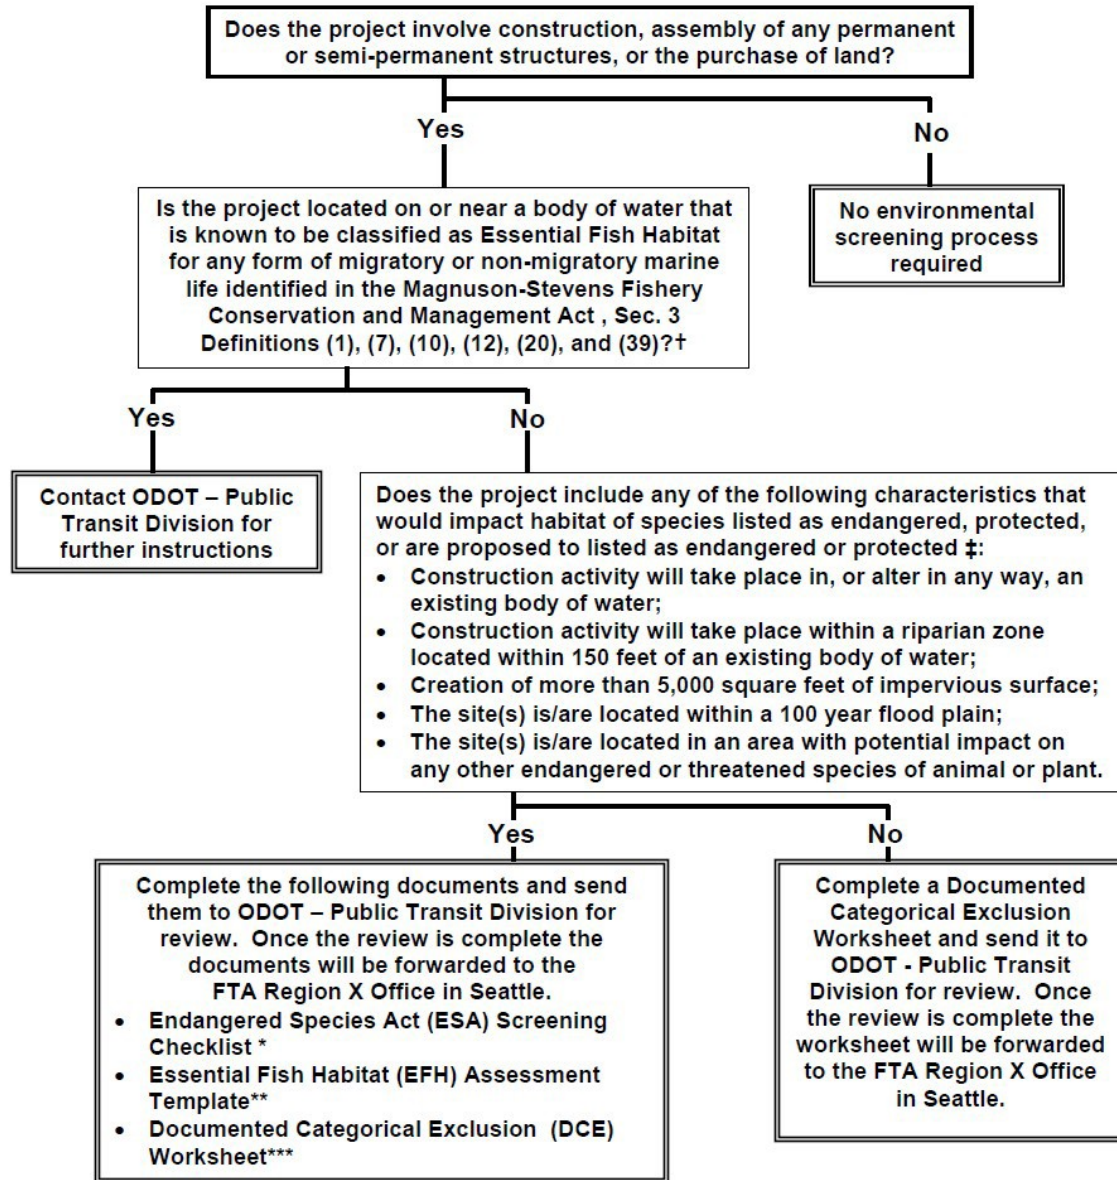 Does the project involve construction, assembly of any permanent
or semi-permanent structures, or the purchase of land?
Yes
No
Is the project located on or near a body of water that
is known to be classified as Essential Fish Habitat
for any form of migratory or non-migratory marine
life identified in the Magnuson-Stevens Fishery
Conservation and Management Act , Sec. 3
Definitions (1), (7), (10), (12), (20), and (39)?†
No environmental
screening process
required
Yes
No
Contact ODOT – Public
Transit Division for
further instructions
Does the project include any of the following characteristics that
would impact habitat of species listed as endangered, protected,
or are proposed to listed as endangered or protected ‡:
• Construction activity will take place in, or alter in any way, an
existing body of water;
• Construction activity will take place within a riparian zone
located within 150 feet of an existing body of water;
• Creation of more than 5,000 square feet of impervious surface;
• The site(s) is/are located within a 100 year flood plain;
• The site(s) is/are located in an area with potential impact on
any other endangered or threatened species of animal or plant.
Yes
No
Complete the following documents and send
them to ODOT – Public Transit Division for
review. Once the review is complete the
documents will be forwarded to the
FTA Region X Office in Seattle.
• Endangered Species Act (ESA) Screening
Checklist *
• Essential Fish Habitat (EFH) Assessment
Template**
• Documented Categorical Exclusion (DCE)
Worksheet***
Complete a Documented
Categorical Exclusion
Worksheet and send it to
ODOT - Public Transit
Division for review. Once
the review is complete the
worksheet will be forwarded
to the FTA Region X Office
in Seattle.